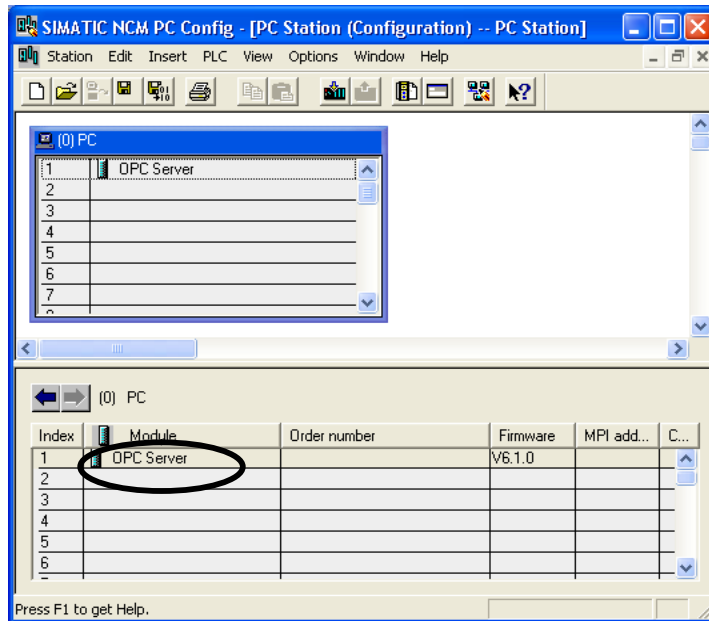 SIMATIC NCM PC Config - [PC Station (Configuration) -- PC Station]
Station Edit Insert PLC View Options Window Help
(0) PC
1 OPC Server
2
3
4
5
6
7
(0) PC
Index Module Order number Firmware MPI add... C...
1 OPC Server V6.1.0
2
3
4
5
6
Press F1 to get Help.